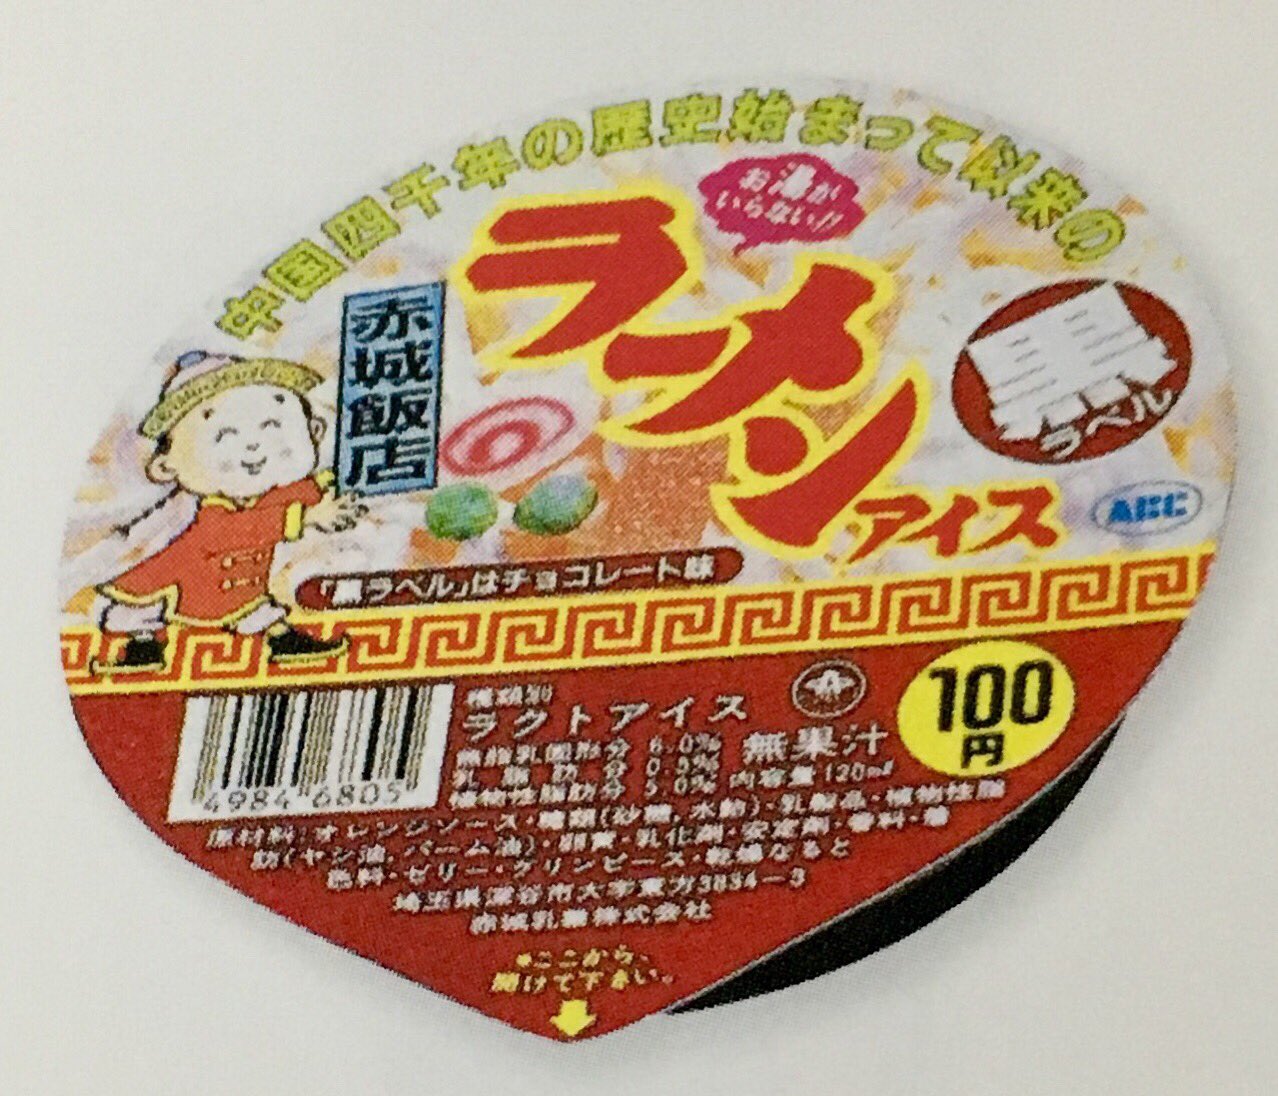 中国四千年の歴史始まって以来の
お湯が
いらない!!
ラーメン
アイス
赤城飯店
ラベル
ABC
「黒ラベル」はチョコレート味
100
円
種類別
ラクトアイス
無脂乳固形分 6.0%
乳脂肪分 0.5%
植物性脂肪分 5.0%
無果汁
内容量120ml
4984 6805
原材料:オレンジソース・糖類(砂糖,水飴)・乳製品・植物性脂
肪(ヤシ油,パーム油)・卵黄・乳化剤・安定剤・香料・着
色料・ゼリー・グリンピース・乾燥なると
埼玉県深谷市大字東方3834-3
赤城乳業株式会社
●ここから、
開けて下さい。